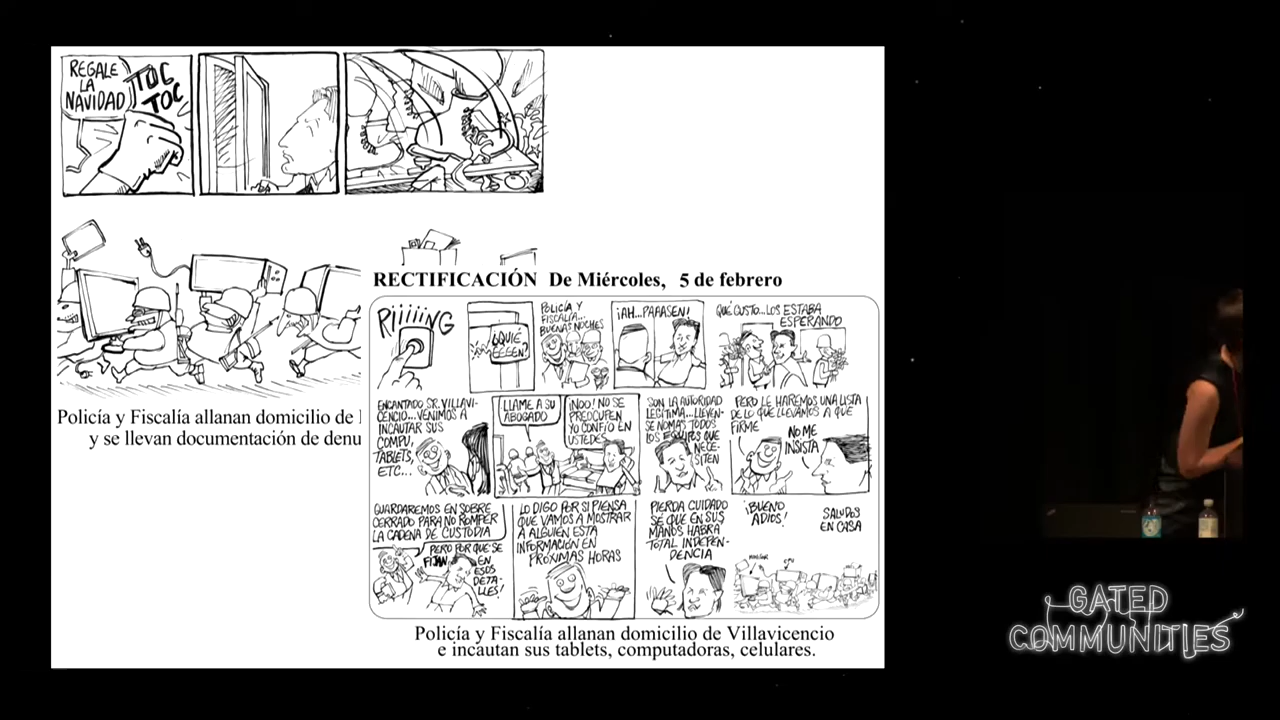 REGALE
LA
NAVIDAD
TOC
TOC
Policía y Fiscalía allanan domicilio de
y se llevan documentación de denu
RECTIFICACIÓN De Miércoles, 5 de febrero
RiiiiiNG
¿QUIÉ
EEEEN?
POLICÍA Y
FISCALÍA...
BUENAS NOCHES
¡AH...PAAASEN!
QUÉ GUSTO...LOS ESTABA
ESPERANDO
ENCANTADO SR. VILLAVI-
CENCIO...VENIMOS A
INCAUTAR SUS
COMPU,
TABLETS,
ETC...
LLAME A SU
ABOGADO
¡NOO! NO SE
PREOCUPEN
YO CONFÍO EN
USTEDES
SON LA AUTORIDAD
LEGÍTIMA...LLEVEN-
SE NOMAS TODOS
LOS EQUIPOS QUE
NECE-
SITEN
PERO LE HAREMOS UNA LISTA
DE LO QUE LLEVAMOS A QUE
FIRME
NO ME
INSISTA
GUARDAREMOS EN SOBRE
CERRADO PARA NO ROMPER
LA CADENA DE CUSTODIA
PERO POR QUE SE
FIJAN
EN
ESOS
DETA-
LLES!
LO DIGO POR SI PIENSA
QUE VAMOS A MOSTRAR
A ALGUIEN ESTA
INFORMACIÓN EN
PRÓXIMAS HORAS
PIERDA CUIDADO
SÉ QUE EN SUS
MANOS HABRÁ
TOTAL INDEPEN-
DENCIA
¡BUENO
ADIOS!
SALUDOS
EN CASA
CPU
Policía y Fiscalía allanan domicilio de Villavicencio
e incautan sus tablets, computadoras, celulares.
GATED
COMMUNITIES